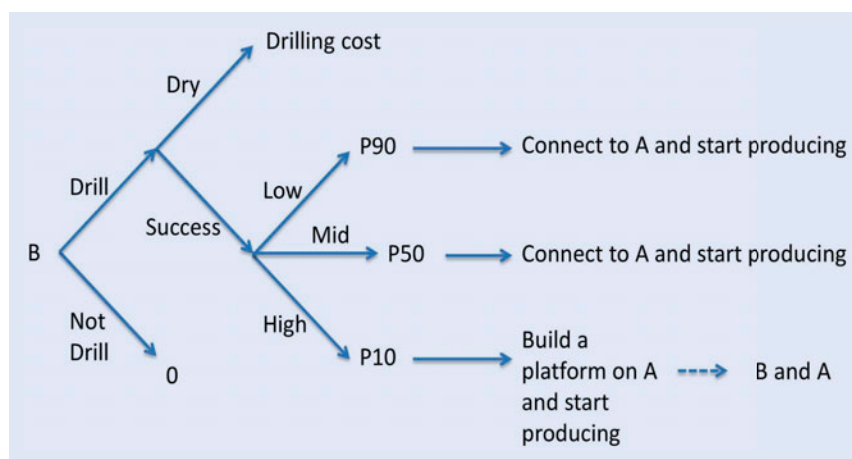 Drilling cost
Dry
P90
Connect to A and start producing
Drill
Low
Success
Mid
B
P50
Connect to A and start producing
Not
Drill
High
0
P10
Build a
platform on A
and start
producing
B and A